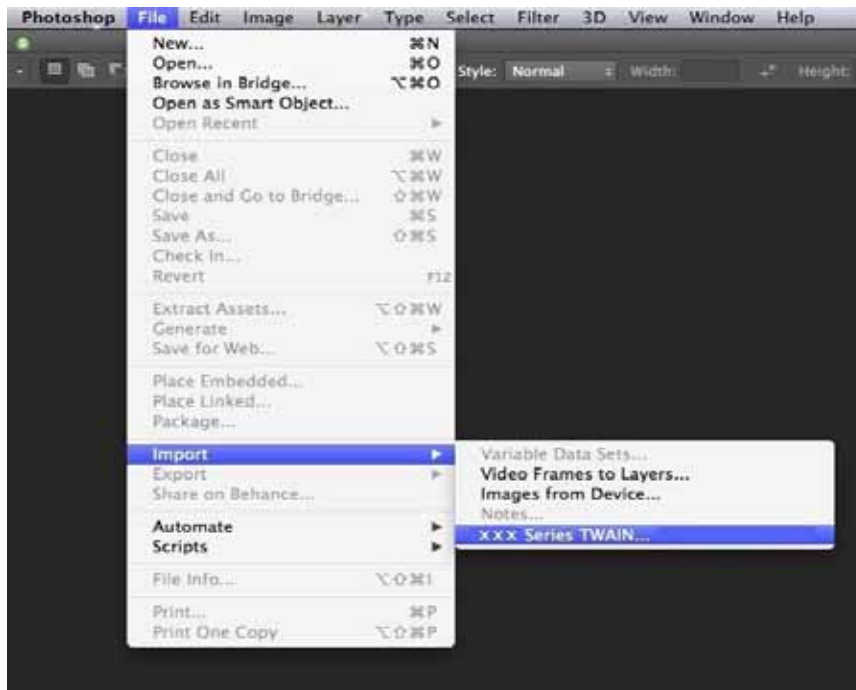 Photoshop File Edit Image Layer Type Select Filter 3D View Window Help
Style: Normal Width: Height:
New... ⌘N
Open... ⌘O
Browse in Bridge... ⌥⌘O
Open as Smart Object...
Open Recent
Close ⌘W
Close All ⌥⌘W
Close and Go to Bridge... ⇧⌘W
Save ⌘S
Save As... ⇧⌘S
Check In...
Revert F12
Extract Assets... ⌥⇧⌘W
Generate
Save for Web... ⌥⇧⌘S
Place Embedded...
Place Linked...
Package...
Import
Export
Share on Behance...
Automate
Scripts
File Info... ⌥⇧⌘I
Print... ⌘P
Print One Copy ⌥⇧⌘P
Variable Data Sets...
Video Frames to Layers...
Images from Device...
Notes...
xxx Series TWAIN...